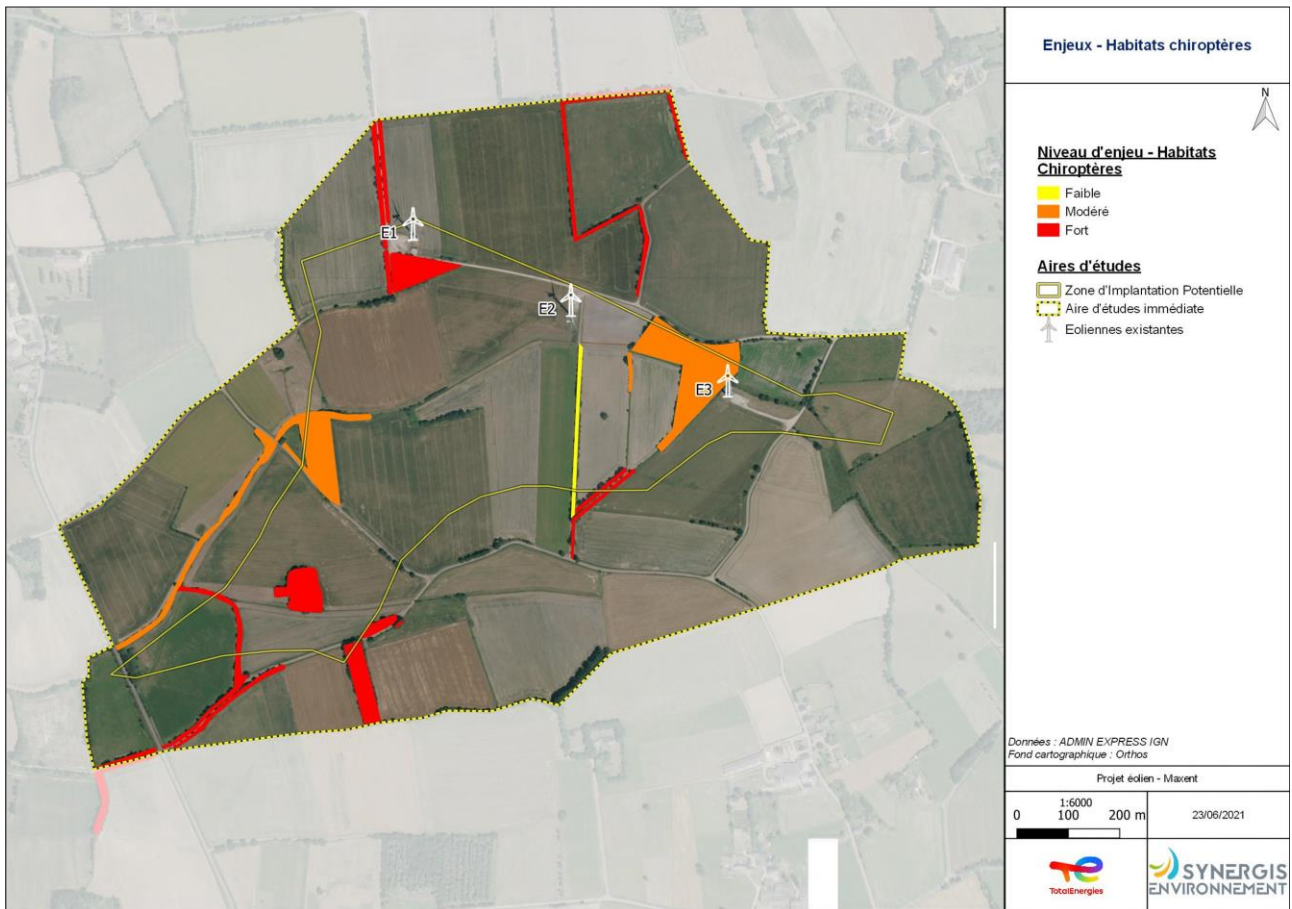 Enjeux - Habitats chiroptères
N
Niveau d'enjeu - Habitats
Chiroptères
Faible
Modéré
Fort
Aires d'études
Zone d'Implantation Potentielle
Aire d'études immédiate
Eoliennes existantes
E1
E2
E3
Données : ADMIN EXPRESS IGN
Fond cartographique : Orthos
Projet éolien - Maxent
1:6000
0 100 200 m
23/06/2021
TotalEnergies
SYNERGIS
ENVIRONNEMENT